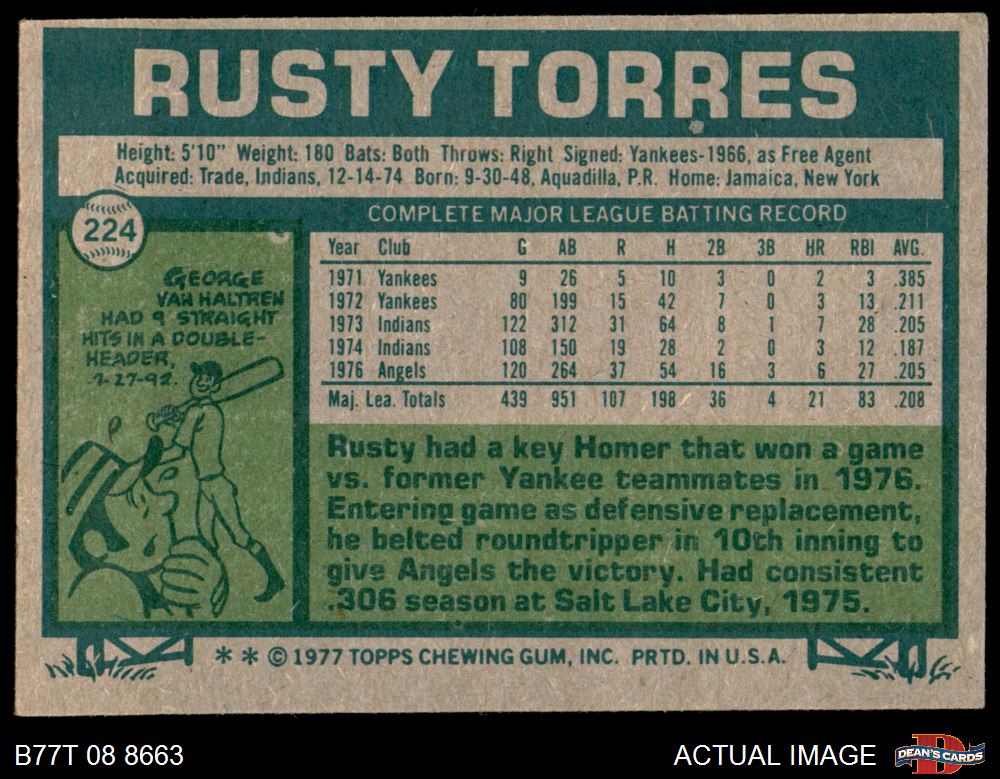 RUSTY TORRES
Height: 5'10" Weight: 180 Bats: Both Throws: Right Signed: Yankees-1966, as Free Agent
Acquired: Trade, Indians, 12-14-74 Born: 9-30-48, Aquadilla, P.R. Home: Jamaica, New York
224
GEORGE
VAN HALTREN
HAD 9 STRAIGHT
HITS IN A DOUBLE-
HEADER,
-7-27-92.
COMPLETE MAJOR LEAGUE BATTING RECORD
Year Club G AB R H 2B 3B HR RBI AVG.
1971 Yankees 9 26 5 10 3 0 2 3 .385
1972 Yankees 80 199 15 42 7 0 3 13 .211
1973 Indians 122 312 31 64 8 1 7 28 .205
1974 Indians 108 150 19 28 2 0 3 12 .187
1976 Angels 120 264 37 54 16 3 6 27 .205
Maj. Lea. Totals 439 951 107 198 36 4 21 83 .208
Rusty had a key Homer that won a game
vs. former Yankee teammates in 1976.
Entering game as defensive replacement,
he belted roundtripper in 10th inning to
give Angels the victory. Had consistent
.306 season at Salt Lake City, 1975.
* * © 1977 TOPPS CHEWING GUM, INC. PRTD. IN U.S.A.
B77T 08 8663
ACTUAL IMAGE
D
DEAN'S CARDS